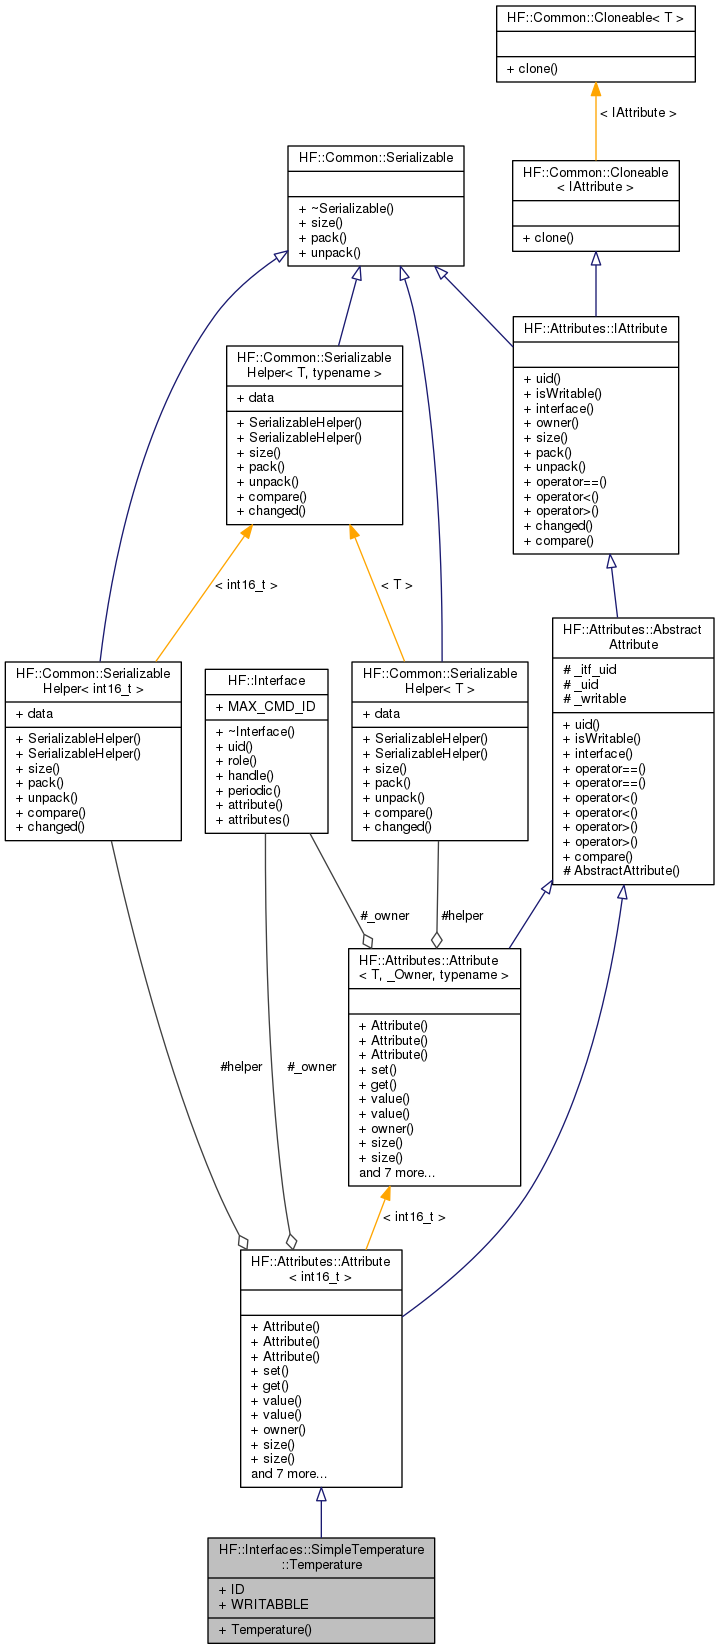 HF::Common::Cloneable< T >
+ clone()
< IAttribute >
HF::Common::Serializable
+ ~Serializable()
+ size()
+ pack()
+ unpack()
HF::Common::Cloneable
< IAttribute >
+ clone()
HF::Common::Serializable
Helper< T, typename >
+ data
+ SerializableHelper()
+ SerializableHelper()
+ size()
+ pack()
+ unpack()
+ compare()
+ changed()
HF::Attributes::IAttribute
+ uid()
+ isWritable()
+ interface()
+ owner()
+ size()
+ pack()
+ unpack()
+ operator==()
+ operator<()
+ operator>()
+ changed()
+ compare()
< int16_t >
< T >
HF::Attributes::Abstract
Attribute
# _itf_uid
# _uid
# _writable
+ uid()
+ isWritable()
+ interface()
+ operator==()
+ operator==()
+ operator<()
+ operator<()
+ operator>()
+ operator>()
+ compare()
# AbstractAttribute()
HF::Common::Serializable
Helper< int16_t >
+ data
+ SerializableHelper()
+ SerializableHelper()
+ size()
+ pack()
+ unpack()
+ compare()
+ changed()
HF::Interface
+ MAX_CMD_ID
+ ~Interface()
+ uid()
+ role()
+ handle()
+ periodic()
+ attribute()
+ attributes()
HF::Common::Serializable
Helper< T >
+ data
+ SerializableHelper()
+ SerializableHelper()
+ size()
+ pack()
+ unpack()
+ compare()
+ changed()
#_owner
#helper
HF::Attributes::Attribute
< T, _Owner, typename >
+ Attribute()
+ Attribute()
+ Attribute()
+ set()
+ get()
+ value()
+ value()
+ owner()
+ size()
+ size()
and 7 more...
#helper
#_owner
< int16_t >
HF::Attributes::Attribute
< int16_t >
+ Attribute()
+ Attribute()
+ Attribute()
+ set()
+ get()
+ value()
+ value()
+ owner()
+ size()
+ size()
and 7 more...
HF::Interfaces::SimpleTemperature
::Temperature
+ ID
+ WRITABBLE
+ Temperature()